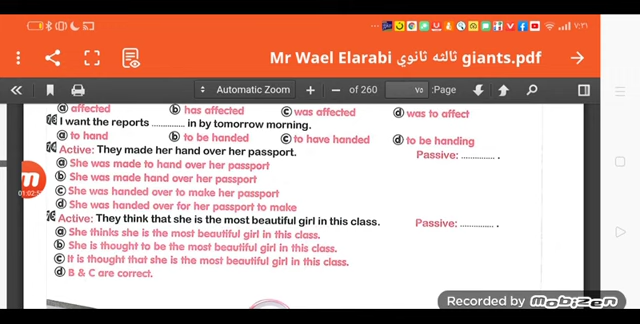 ٧:٣١
Mr Wael Elarabi ثالثه ثانوي giants.pdf
Automatic Zoom + − of 260 ٧٥ :Page
ⓐ affected ⓑ has affected ⓒ was affected ⓓ was to affect
I want the reports ............. in by tomorrow morning.
ⓐ to hand ⓑ to be handed ⓒ to have handed ⓓ to be handing
Active: They made her hand over her passport. Passive: ............. .
ⓐ She was made to hand over her passport
ⓑ She was made hand over her passport
ⓒ She was handed over to make her passport
ⓓ She was handed over for her passport to make
Active: They think that she is the most beautiful girl in this class. Passive: ............. .
ⓐ She thinks she is the most beautiful girl in this class.
ⓑ She is thought to be the most beautiful girl in this class.
ⓒ It is thought that she is the most beautiful girl in this class.
ⓓ B & C are correct.
Recorded by Mobizen